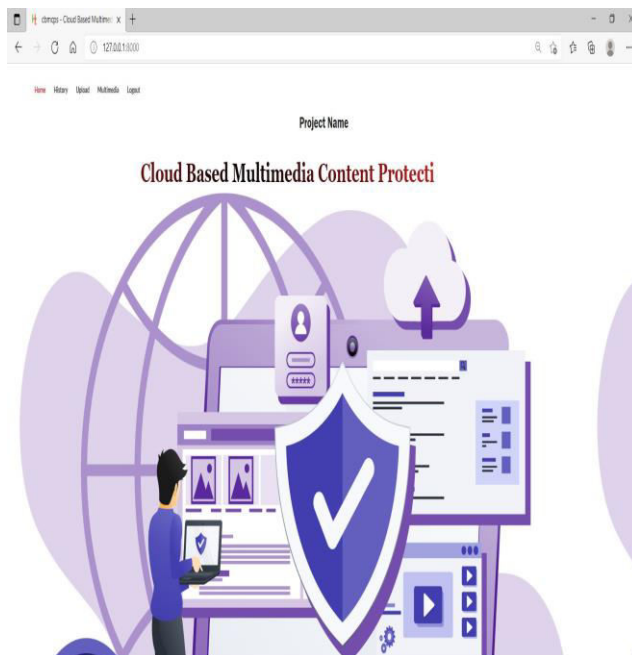 cbmcps - Cloud Based Multimed
127.0.0.1:8000
Home History Upload Multimedia Logout
Project Name
Cloud Based Multimedia Content Protecti
*****